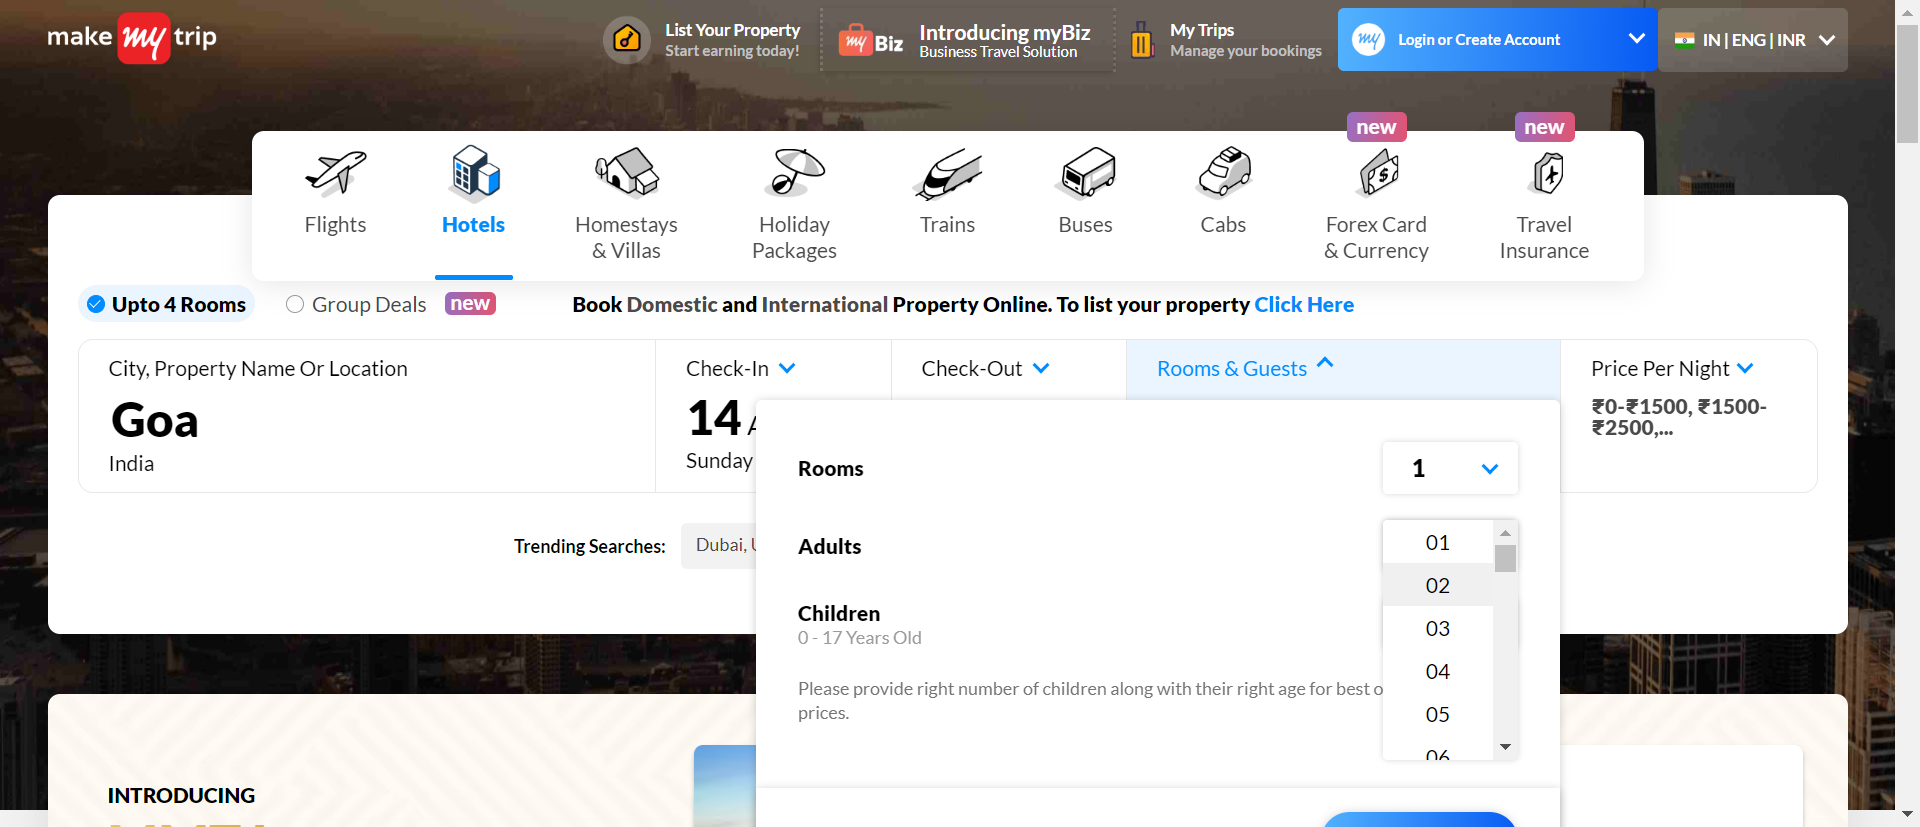 make my trip
List Your Property
Start earning today!
my Biz
Introducing myBiz
Business Travel Solution
My Trips
Manage your bookings
my
Login or Create Account
IN | ENG | INR
new
new
Flights
Hotels
Homestays
& Villas
Holiday
Packages
Trains
Buses
Cabs
Forex Card
& Currency
Travel
Insurance
Upto 4 Rooms
Group Deals
new
Book Domestic and International Property Online. To list your property Click Here
City, Property Name Or Location
Goa
India
Check-In
14
Sunday
Check-Out
Rooms & Guests
Price Per Night
₹0-₹1500, ₹1500-
₹2500,...
Rooms
1
Trending Searches:
Dubai,
Adults
01
02
03
04
05
06
Children
0 - 17 Years Old
Please provide right number of children along with their right age for best
prices.
INTRODUCING